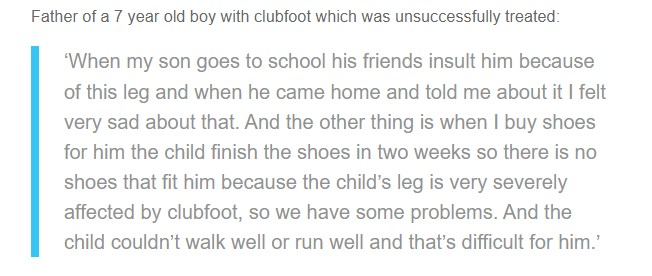 Father of a 7 year old boy with clubfoot which was unsuccessfully treated:
‘When my son goes to school his friends insult him because
of this leg and when he came home and told me about it I felt
very sad about that. And the other thing is when I buy shoes
for him the child finish the shoes in two weeks so there is no
shoes that fit him because the child’s leg is very severely
affected by clubfoot, so we have some problems. And the
child couldn’t walk well or run well and that’s difficult for him.’